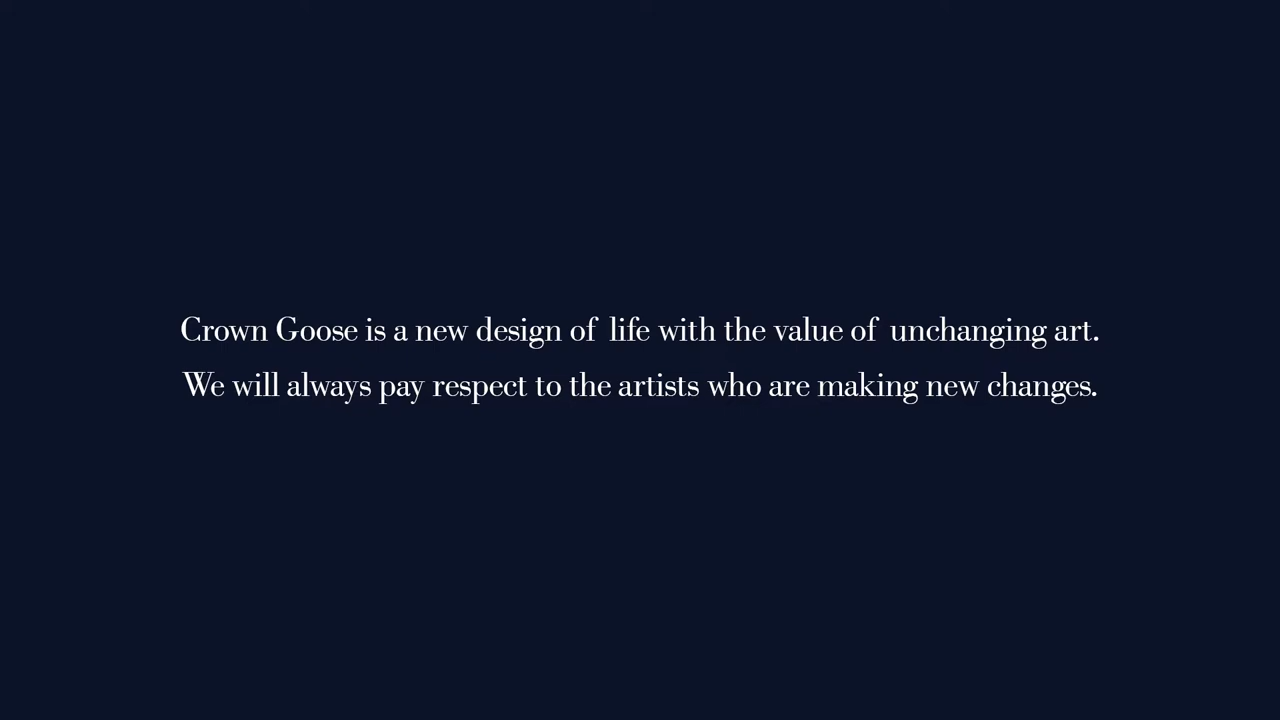 Crown Goose is a new design of life with the value of unchanging art.
We will always pay respect to the artists who are making new changes.